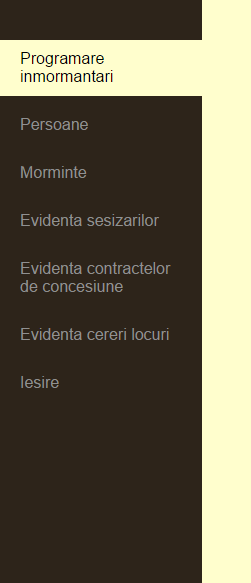 Programare
inmormantari
Persoane
Morminte
Evidenta sesizarilor
Evidenta contractelor
de concesiune
Evidenta cereri locuri
Iesire